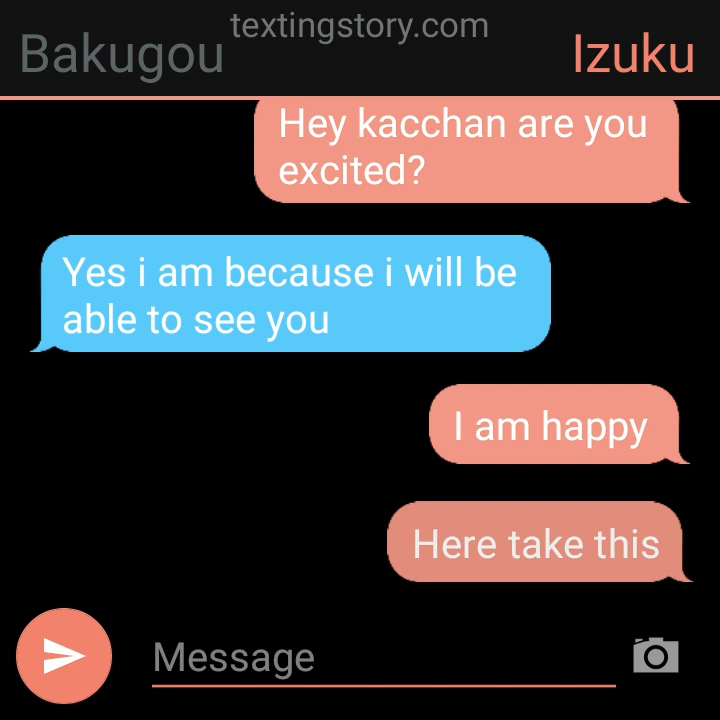 textingstory.com
Bakugou
Izuku
Hey kacchan are you
excited?
Yes i am because i will be
able to see you
I am happy
Here take this
Message